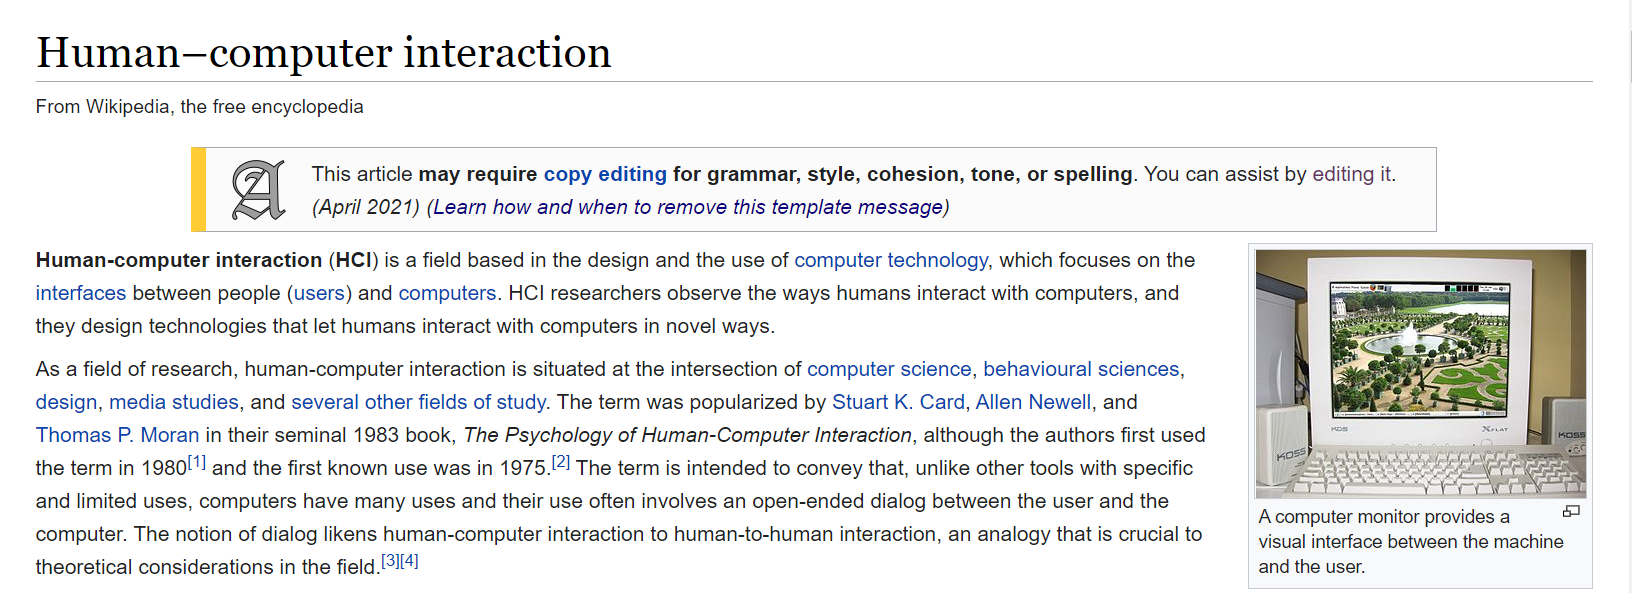 Human–computer interaction
From Wikipedia, the free encyclopedia
This article may require copy editing for grammar, style, cohesion, tone, or spelling. You can assist by editing it.
(April 2021) (Learn how and when to remove this template message)
Human-computer interaction (HCI) is a field based in the design and the use of computer technology, which focuses on the
interfaces between people (users) and computers. HCI researchers observe the ways humans interact with computers, and
they design technologies that let humans interact with computers in novel ways.
As a field of research, human-computer interaction is situated at the intersection of computer science, behavioural sciences,
design, media studies, and several other fields of study. The term was popularized by Stuart K. Card, Allen Newell, and
Thomas P. Moran in their seminal 1983 book, The Psychology of Human-Computer Interaction, although the authors first used
the term in 1980[1] and the first known use was in 1975.[2] The term is intended to convey that, unlike other tools with specific
and limited uses, computers have many uses and their use often involves an open-ended dialog between the user and the
computer. The notion of dialog likens human-computer interaction to human-to-human interaction, an analogy that is crucial to
theoretical considerations in the field.[3][4]
KDS
XFLAT
KOSS
KOSS
A computer monitor provides a
visual interface between the machine
and the user.